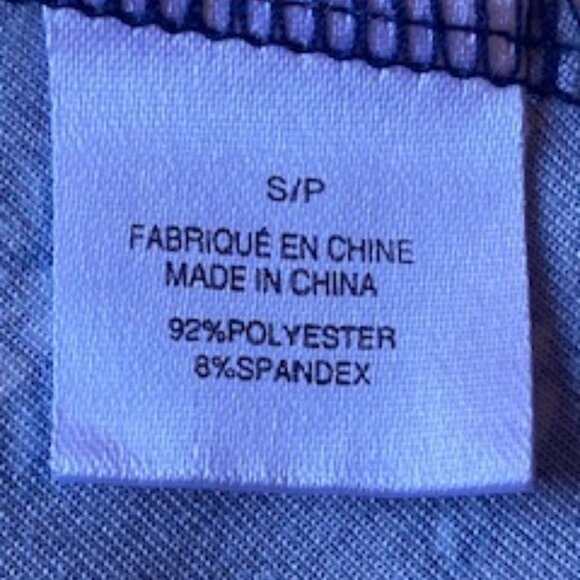 S/P
FABRIQUÉ EN CHINE
MADE IN CHINA
92%POLYESTER
8%SPANDEX